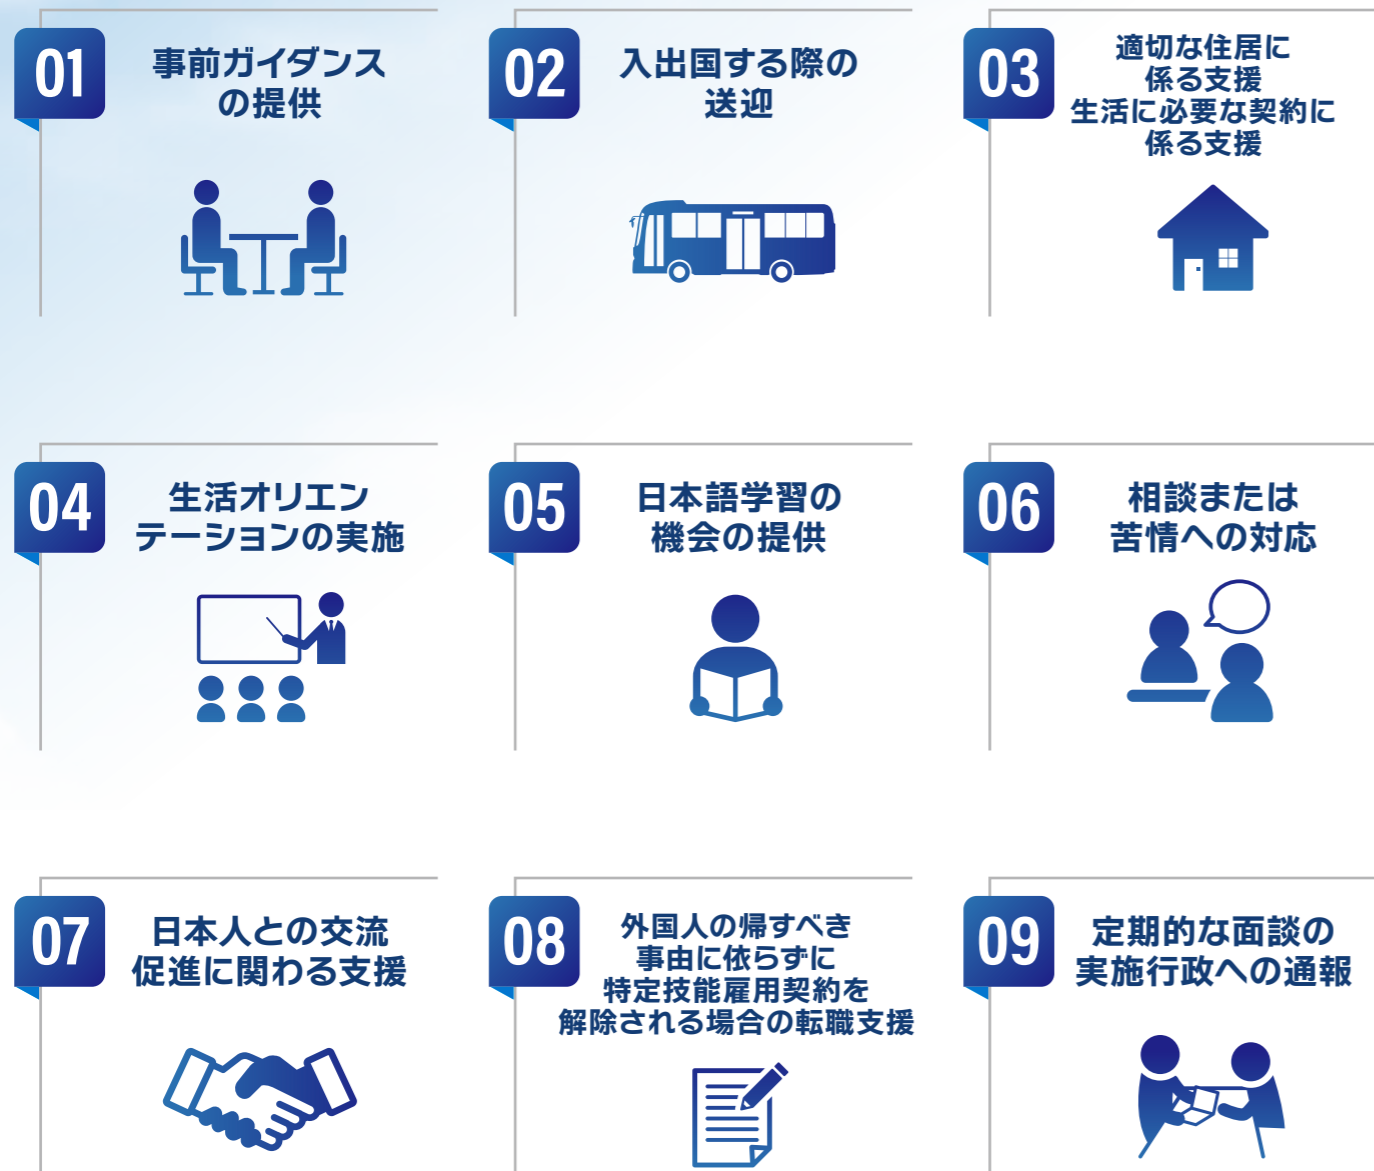 01
事前ガイダンス
の提供
02
入出国する際の
送迎
03
適切な住居に
係る支援
生活に必要な契約に
係る支援
04
生活オリエン
テーションの実施
05
日本語学習の
機会の提供
06
相談または
苦情への対応
07
日本人との交流
促進に関わる支援
08
外国人の帰すべき
事由に依らずに
特定技能雇用契約を
解除される場合の転職支援
09
定期的な面談の
実施行政への通報